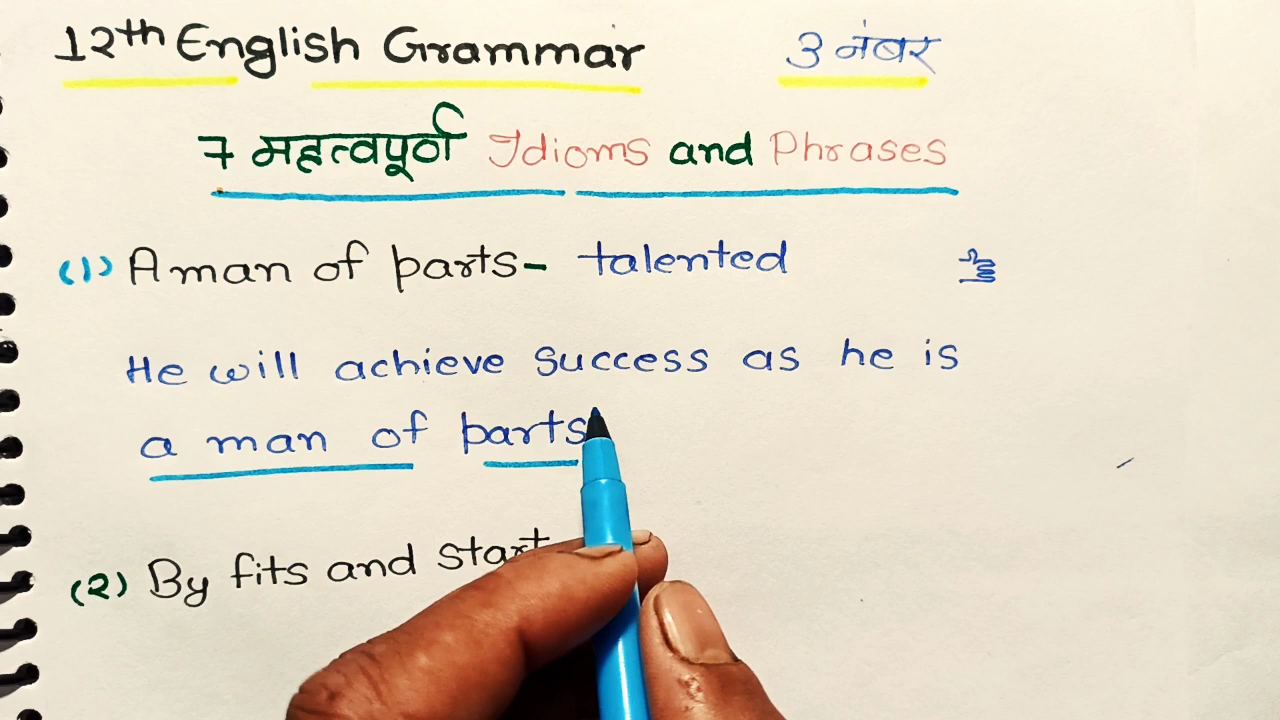 12th English Grammar 3 नंबर
7 महत्वपूर्ण Idioms and Phrases
(1) A man of parts- talented
He will achieve success as he is
a man of parts
(2) By fits and start